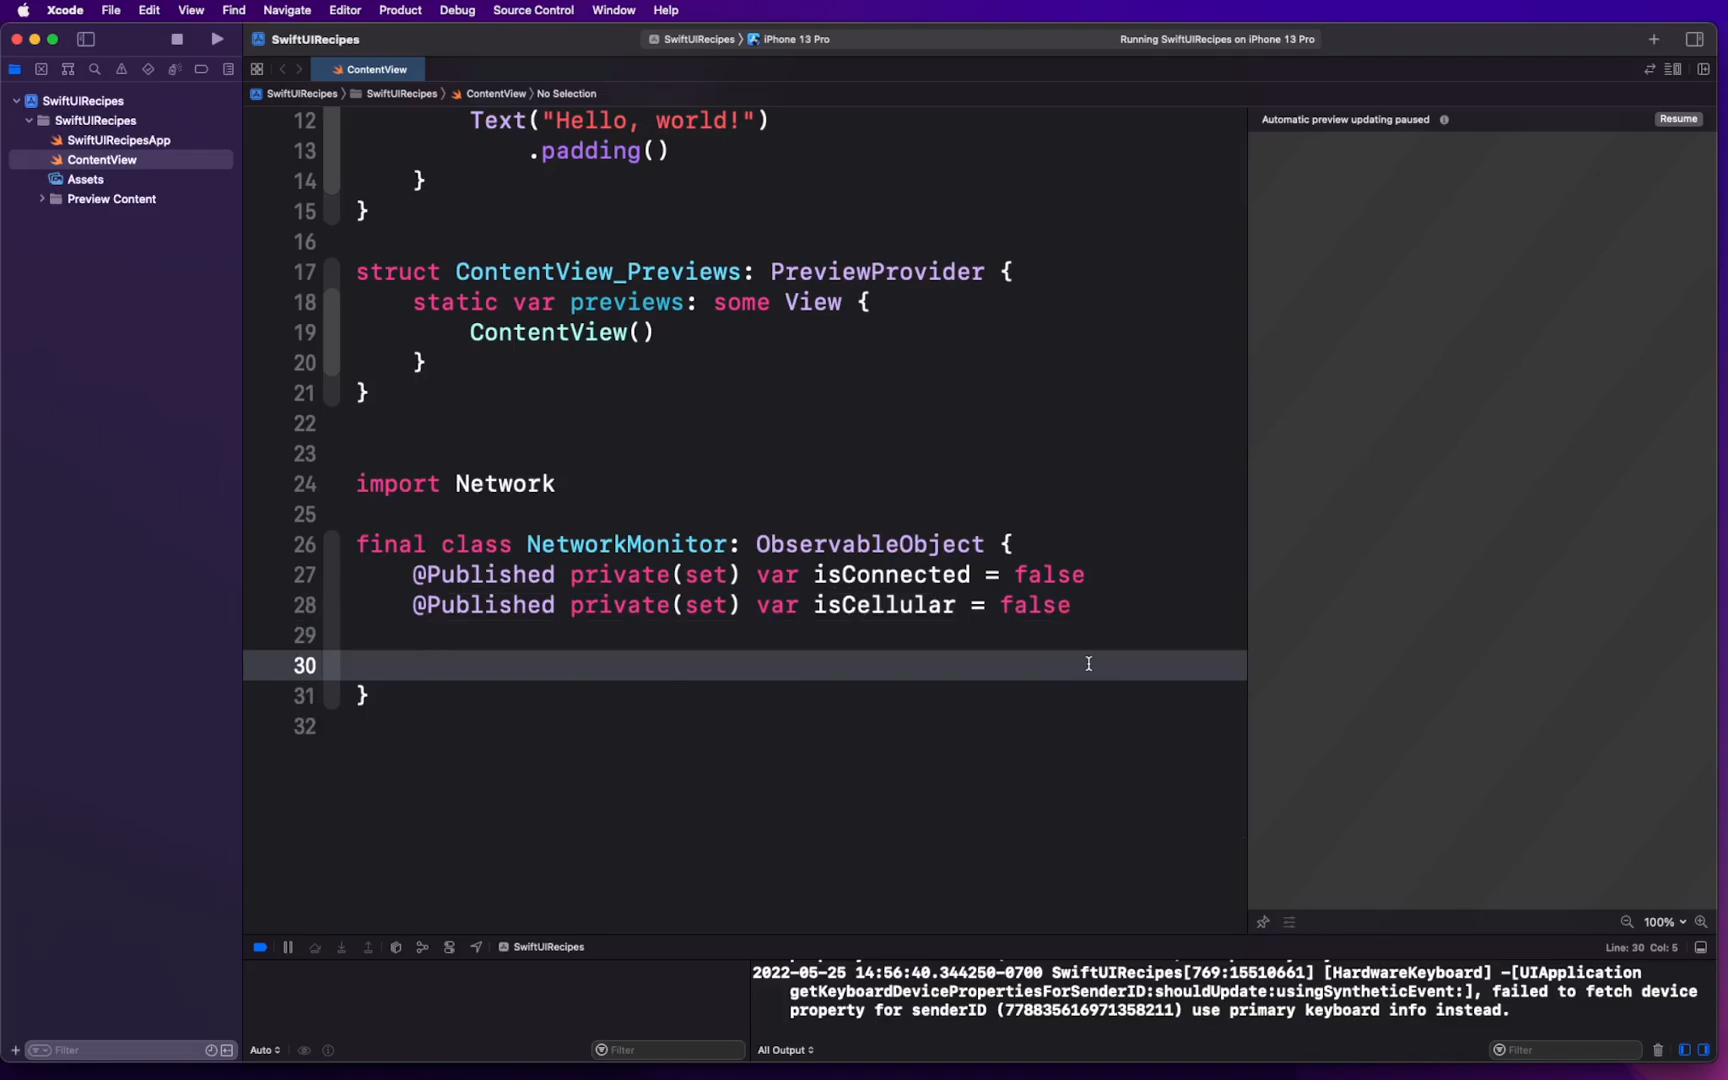 Xcode File Edit View Find Navigate Editor Product Debug Source Control Window Help
SwiftUIRecipes
SwiftUIRecipes iPhone 13 Pro
Running SwiftUIRecipes on iPhone 13 Pro
ContentView
SwiftUIRecipes
SwiftUIRecipes
SwiftUIRecipesApp
ContentView
Assets
Preview Content
SwiftUIRecipes SwiftUIRecipes ContentView No Selection
12 Text("Hello, world!")
13 .padding()
14 }
15 }
16
17 struct ContentView_Previews: PreviewProvider {
18 static var previews: some View {
19 ContentView()
20 }
21 }
22
23
24 import Network
25
26 final class NetworkMonitor: ObservableObject {
27 @Published private(set) var isConnected = false
28 @Published private(set) var isCellular = false
29
30
31 }
32
Automatic preview updating paused
Resume
100%
SwiftUIRecipes
Line: 30 Col: 5
2022-05-25 14:56:40.344250-0700 SwiftUIRecipes[769:15510661] [HardwareKeyboard] -[UIApplication
getKeyboardDevicePropertiesForSenderID:shouldUpdate:usingSyntheticEvent:], failed to fetch device
property for senderID (778835616971358211) use primary keyboard info instead.
Filter
Auto
Filter
All Output
Filter